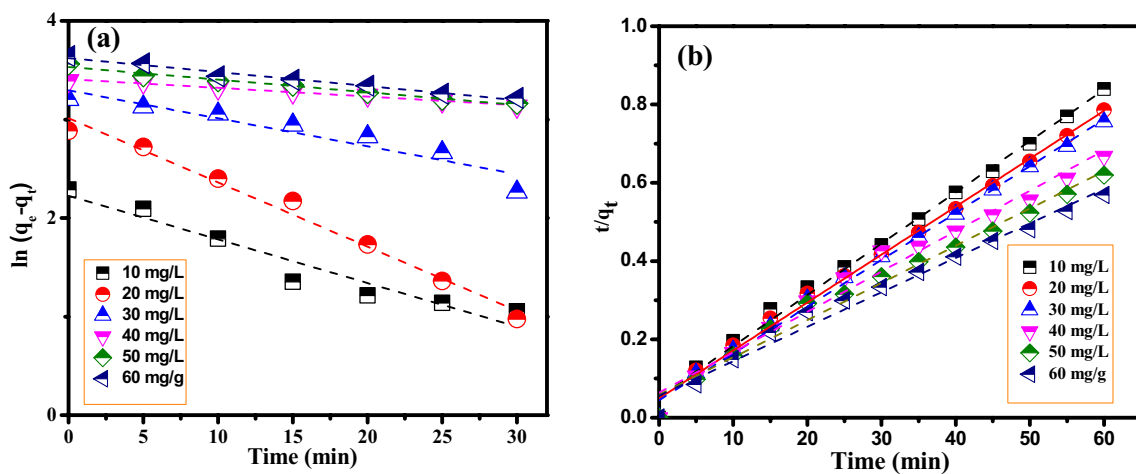 (a)
ln (qe-qt)
4
2
0
10 mg/L
20 mg/L
30 mg/L
40 mg/L
50 mg/L
60 mg/g
0 5 10 15 20 25 30
Time (min)
(b)
t/qt
1.0
0.8
0.6
0.4
0.2
0.0
10 mg/L
20 mg/L
30 mg/L
40 mg/L
50 mg/L
60 mg/g
0 10 20 30 40 50 60
Time (min)